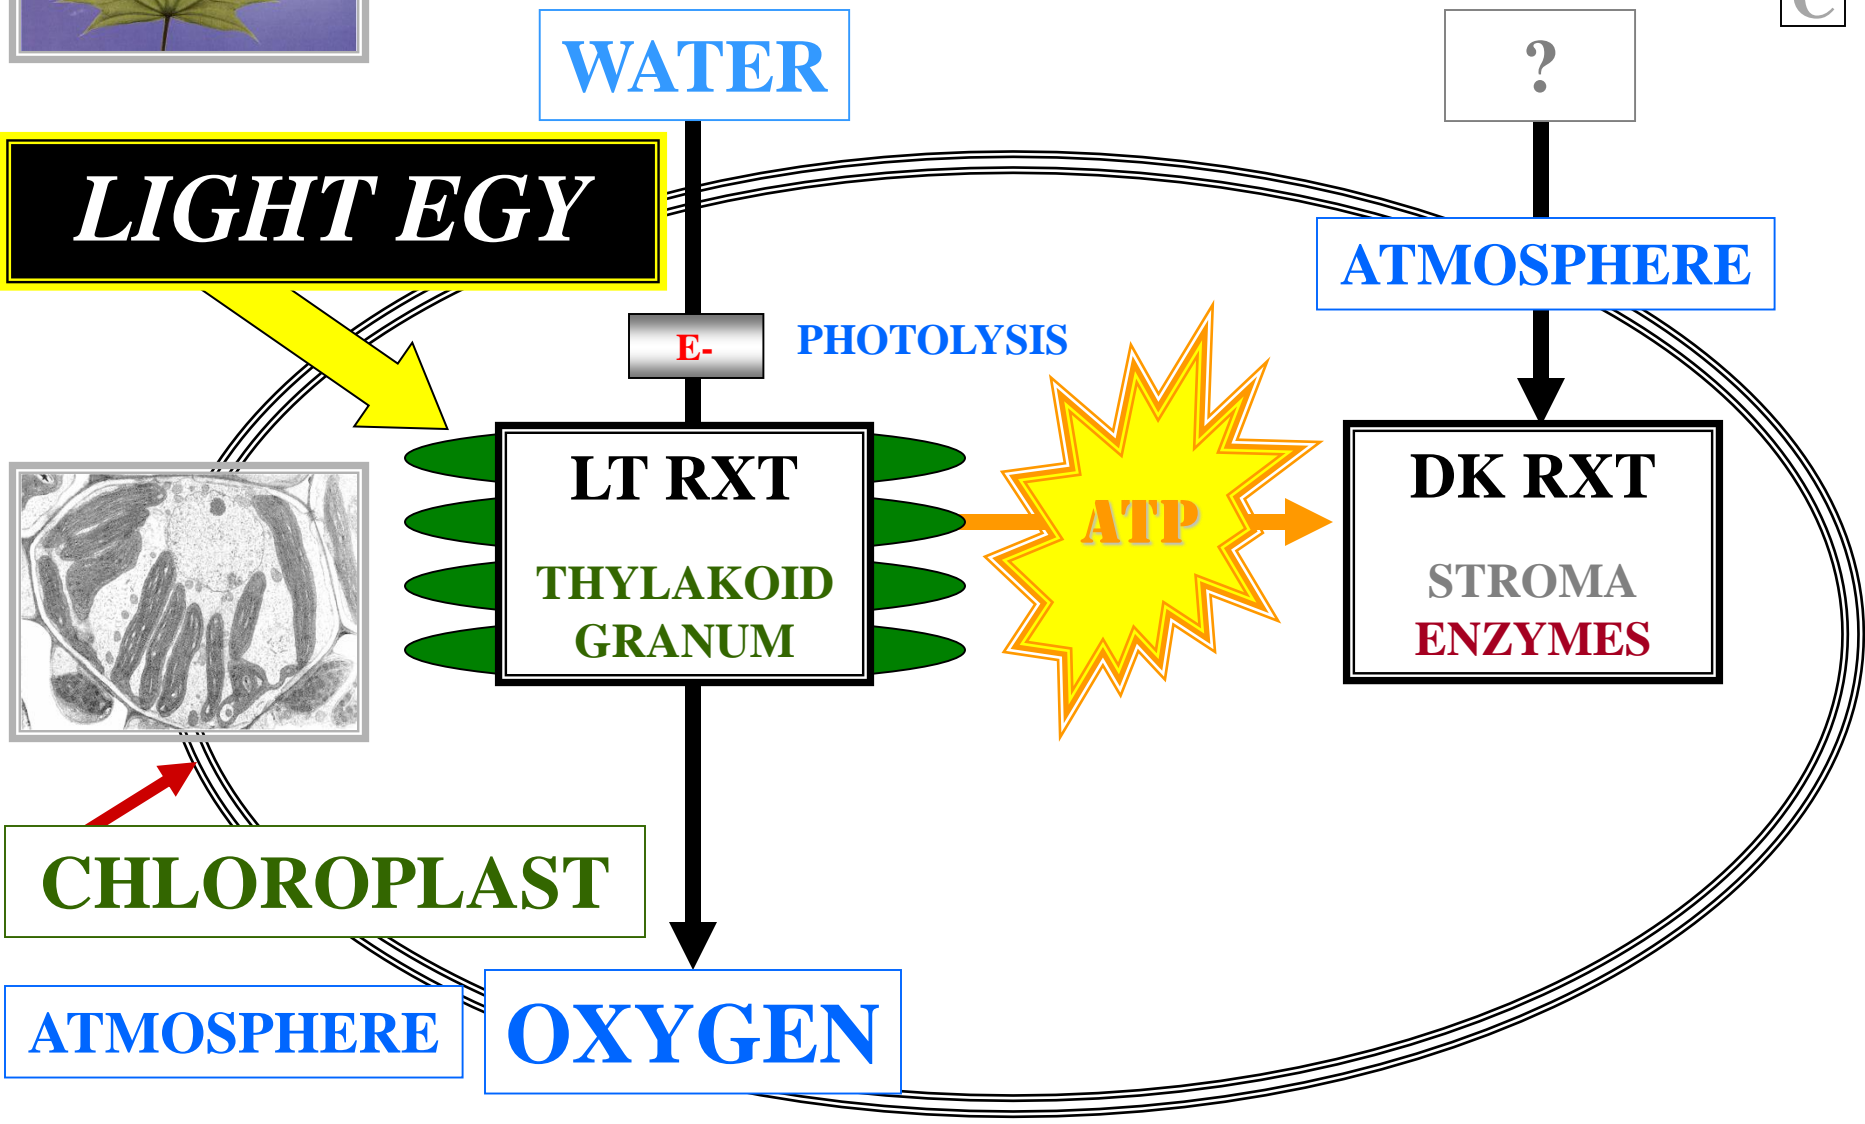 C
WATER
?
LIGHT EGY
ATMOSPHERE
E-
PHOTOLYSIS
LT RXT
THYLAKOID
GRANUM
ATP
DK RXT
STROMA
ENZYMES
CHLOROPLAST
ATMOSPHERE
OXYGEN